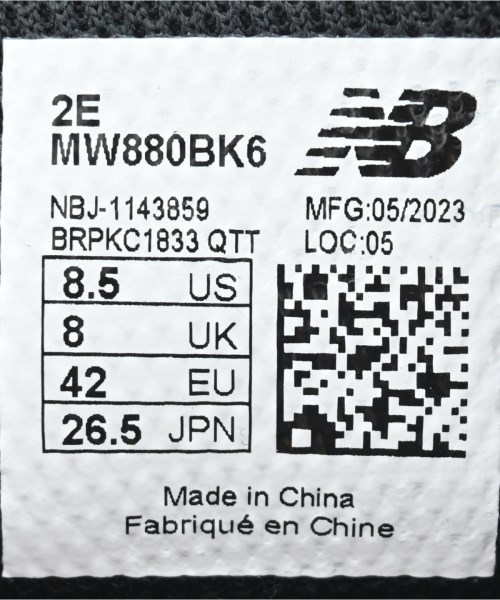 2E
MW880BK6
NB
NBJ-1143859
MFG:05/2023
BRPKC1833 QTT
LOC:05
8.5 US
8 UK
42 EU
26.5 JPN
Made in China
Fabriqué en Chine